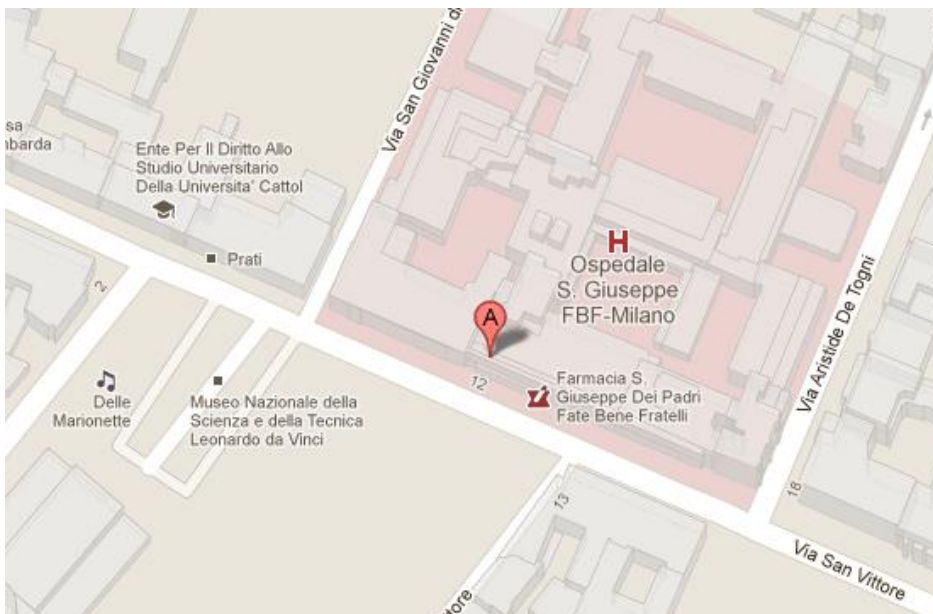 Via San Giovanni di
sa
nbarda
Ente Per Il Diritto Allo
Studio Universitario
Della Universita' Cattol
Prati
H
Ospedale
S. Giuseppe
FBF-Milano
Via Aristide De Togni
A
2
12
Delle
Marionette
Museo Nazionale della
Scienza e della Tecnica
Leonardo da Vinci
Farmacia S.
Giuseppe Dei Padri
Fate Bene Fratelli
18
13
Via San Vittore
ttore